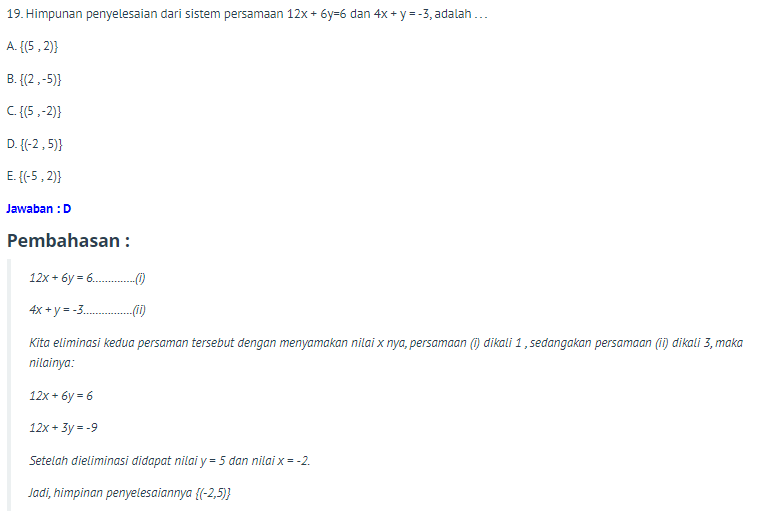 19. Himpunan penyelesaian dari sistem persamaan 12x + 6y=6 dan 4x + y = -3, adalah . . .
A. {(5 , 2)}
B. {(2 ,-5)}
C. {(5 ,-2)}
D. {(-2 , 5)}
E. {(-5 , 2)}
Jawaban : D
Pembahasan :
12x + 6y = 6..............(i)
4x + y = -3................(ii)
Kita eliminasi kedua persaman tersebut dengan menyamakan nilai x nya, persamaan (i) dikali 1 , sedangakan persamaan (ii) dikali 3, maka
nilainya:
12x + 6y = 6
12x + 3y = -9
Setelah dieliminasi didapat nilai y = 5 dan nilai x = -2.
Jadi, himpinan penyelesaiannya {(-2,5)}